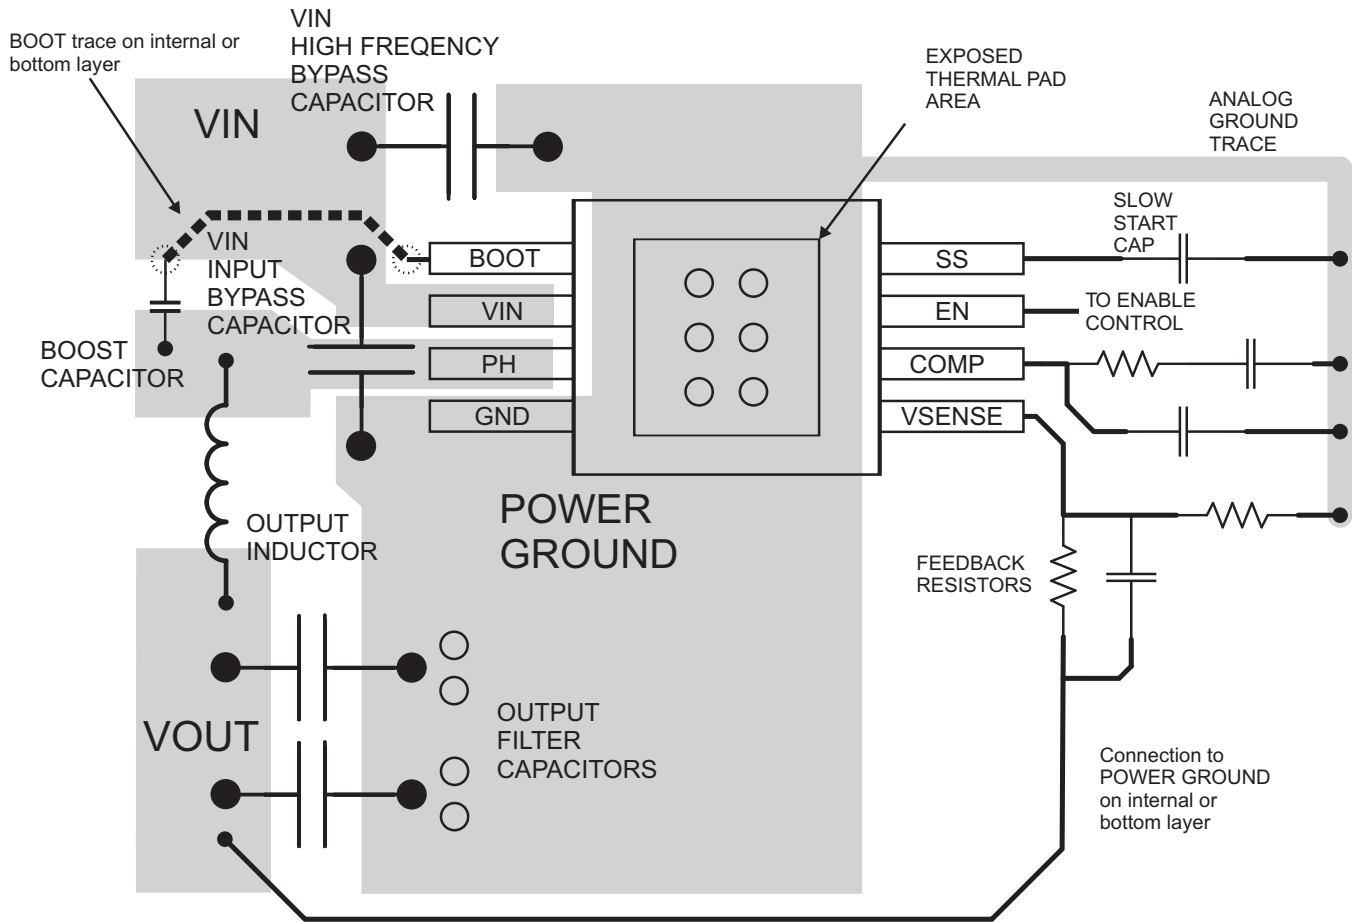 VIN
HIGH FREQENCY
BYPASS
CAPACITOR
BOOT trace on internal or
bottom layer
VIN
EXPOSED
THERMAL PAD
AREA
ANALOG
GROUND
TRACE
SLOW
START
CAP
VIN
INPUT
BYPASS
CAPACITOR
BOOST
CAPACITOR
BOOT
VIN
PH
GND
SS
EN
COMP
VSENSE
TO ENABLE
CONTROL
OUTPUT
INDUCTOR
POWER
GROUND
FEEDBACK
RESISTORS
VOUT
OUTPUT
FILTER
CAPACITORS
Connection to
POWER GROUND
on internal or
bottom layer